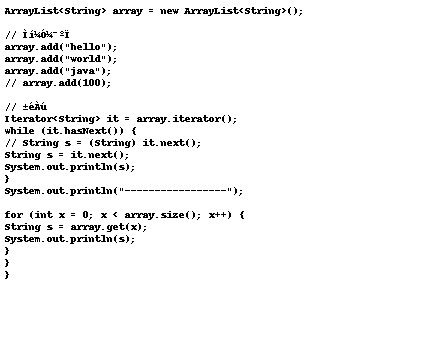 ArrayList<String> array = new ArrayList<String>();
// Ìí¼ÓÔªËØ
array.add("hello");
array.add("world");
array.add("java");
// array.add(100);
// ±éÀú
Iterator<String> it = array.iterator();
while (it.hasNext()) {
// String s = (String) it.next();
String s = it.next();
System.out.println(s);
}
System.out.println("-----------------");
for (int x = 0; x < array.size(); x++) {
String s = array.get(x);
System.out.println(s);
}
}
}